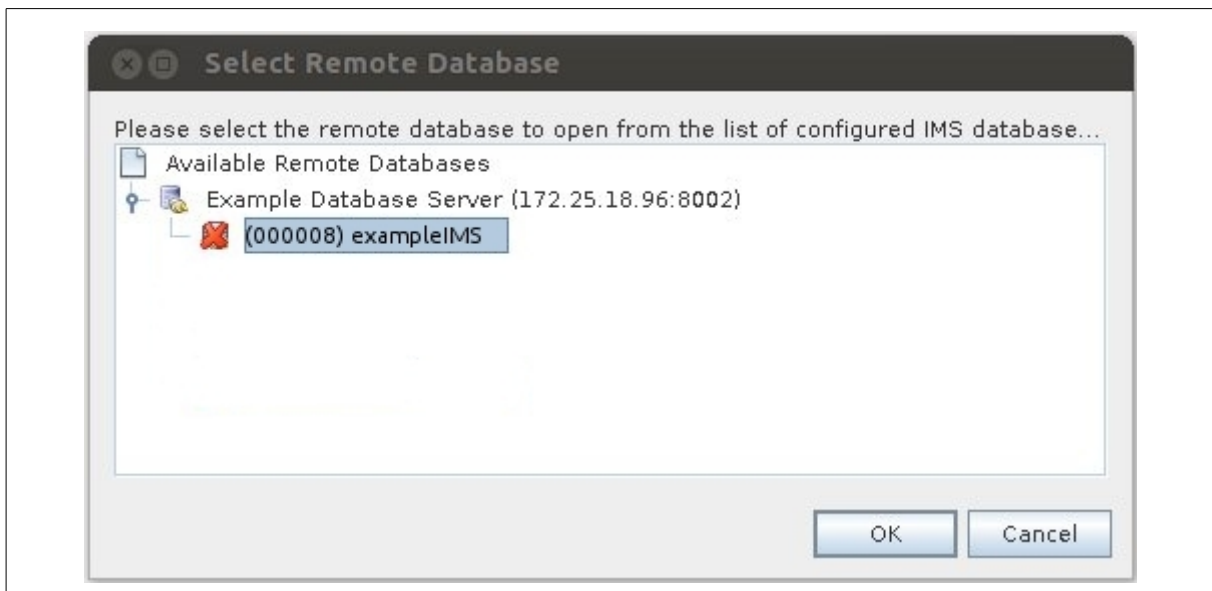 Select Remote Database
Please select the remote database to open from the list of configured IMS database...
Available Remote Databases
Example Database Server (172.25.18.96:8002)
(000008) exampleIMS
OK
Cancel